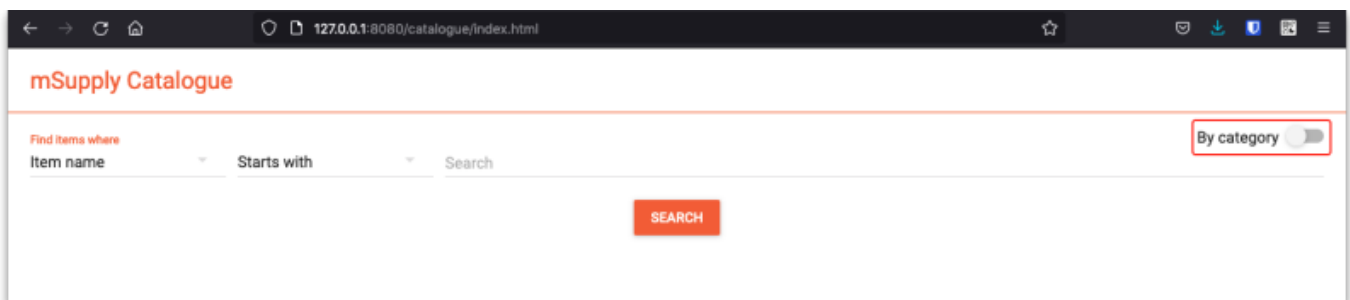 127.0.0.1:8080/catalogue/index.html
mSupply Catalogue
Find items where
By category
Item name Starts with Search
SEARCH